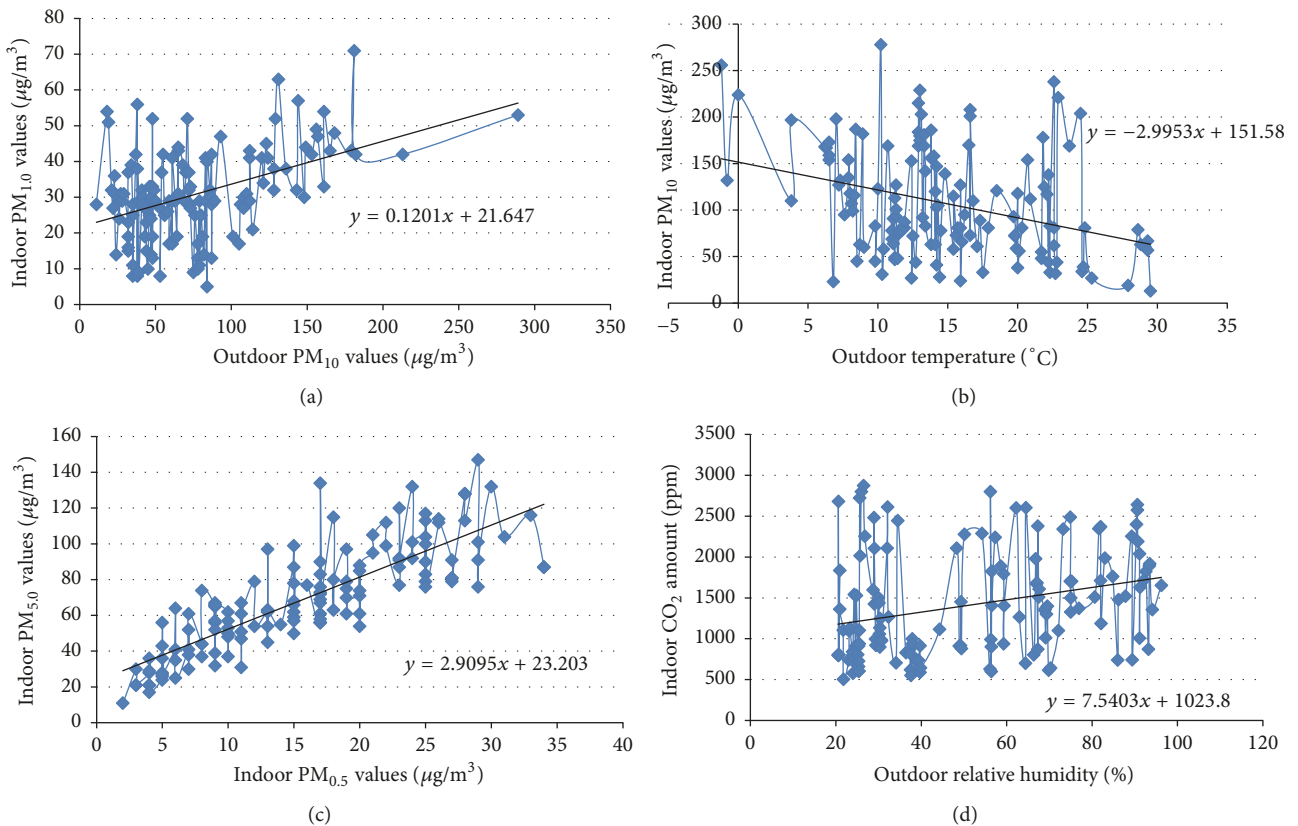 80
70
60
50
40
30
20
10
0
Indoor PM1.0 values (μg/m3)
y = 0.1201x + 21.647
0 50 100 150 200 250 300 350
Outdoor PM10 values (μg/m3)
(a)
300
250
200
150
100
50
0
Indoor PM10 values (μg/m3)
y = −2.9953x + 151.58
−5 0 5 10 15 20 25 30 35
Outdoor temperature (°C)
(b)
160
140
120
100
80
60
40
20
0
Indoor PM5.0 values (μg/m3)
y = 2.9095x + 23.203
0 5 10 15 20 25 30 35 40
Indoor PM0.5 values (μg/m3)
(c)
3500
3000
2500
2000
1500
1000
500
0
Indoor CO2 amount (ppm)
y = 7.5403x + 1023.8
0 20 40 60 80 100 120
Outdoor relative humidity (%)
(d)